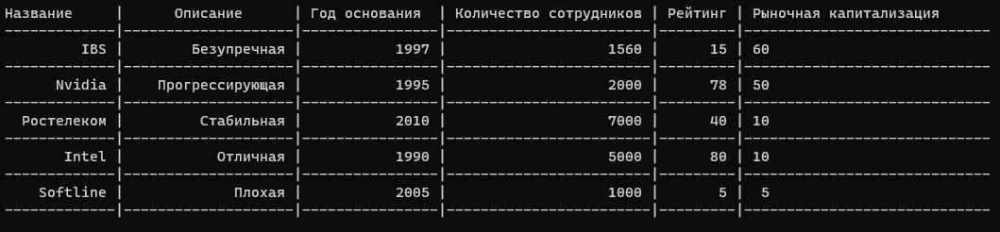 Название | Описание | Год основания | Количество сотрудников | Рейтинг | Рыночная капитализация
IBS | Безупречная | 1997 | 1560 | 15 | 60
Nvidia | Прогрессирующая | 1995 | 2000 | 78 | 50
Ростелеком | Стабильная | 2010 | 7000 | 40 | 10
Intel | Отличная | 1990 | 5000 | 80 | 10
Softline | Плохая | 2005 | 1000 | 5 | 5